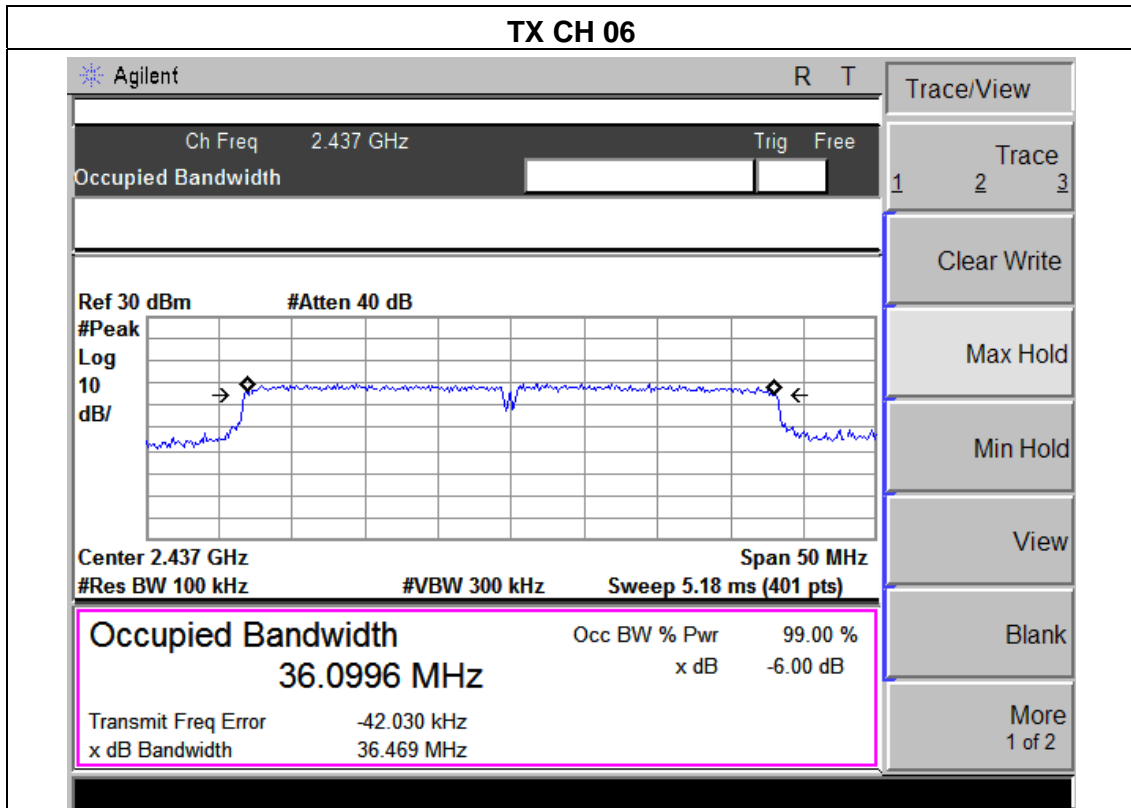 TX CH 06
Agilent R T
Trace/View
Ch Freq 2.437 GHz Trig Free
Occupied Bandwidth
Trace
1 2 3
Clear Write
Ref 30 dBm #Atten 40 dB
#Peak
Log
10
dB/
Max Hold
Min Hold
View
Center 2.437 GHz Span 50 MHz
#Res BW 100 kHz #VBW 300 kHz Sweep 5.18 ms (401 pts)
Occupied Bandwidth Occ BW % Pwr 99.00 %
36.0996 MHz x dB -6.00 dB
Blank
Transmit Freq Error -42.030 kHz
x dB Bandwidth 36.469 MHz
More
1 of 2